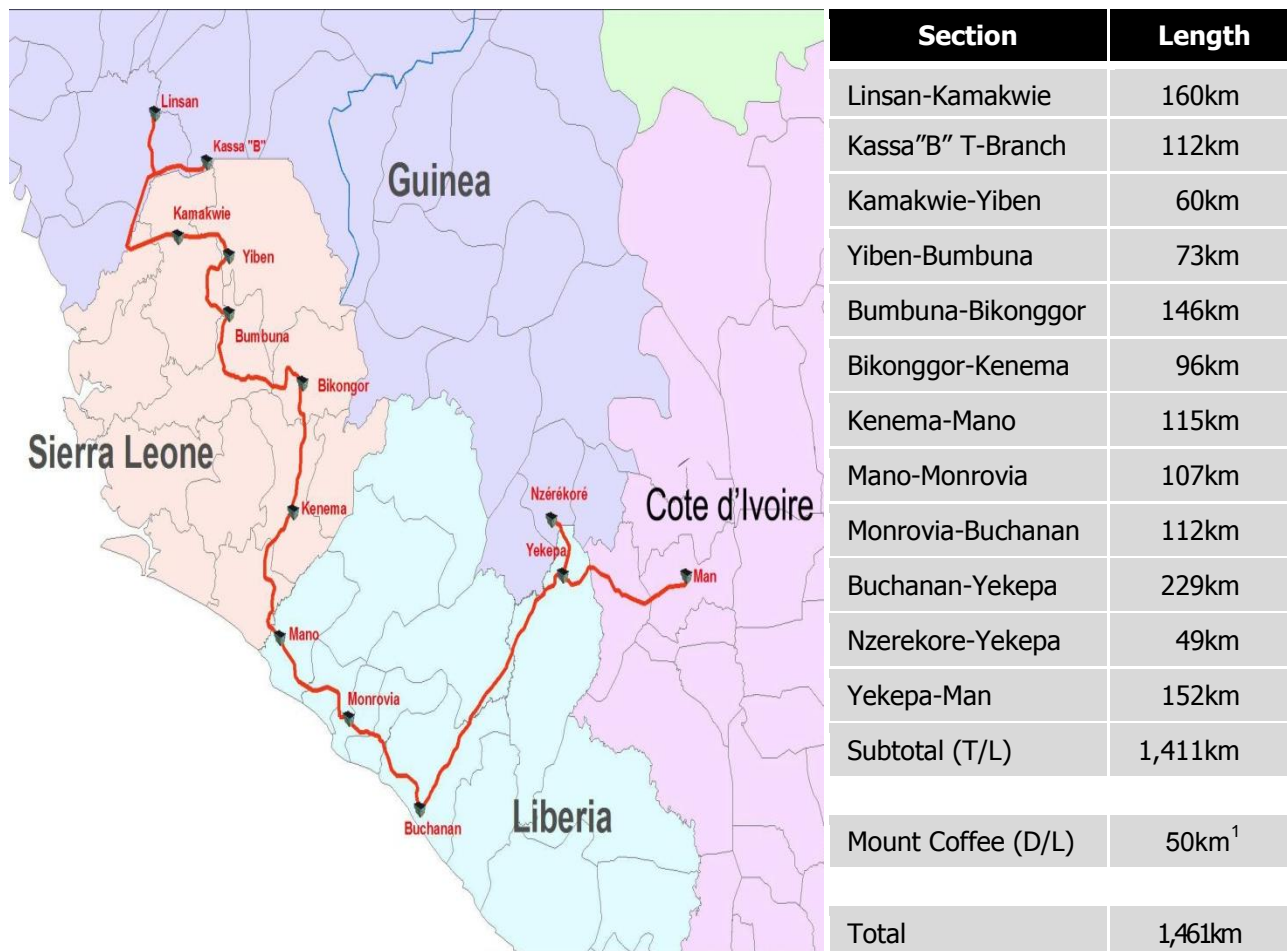 Linsan
Kassa "B"
Guinea
Kamakwie
Yiben
Bumbuna
Bikongor
Sierra Leone
Kenema
Nzérékoré
Cote d'Ivoire
Yekepa
Man
Mano
Monrovia
Buchanan
Liberia
Section Length
Linsan-Kamakwie 160km
Kassa”B” T-Branch 112km
Kamakwie-Yiben 60km
Yiben-Bumbuna 73km
Bumbuna-Bikonggor 146km
Bikonggor-Kenema 96km
Kenema-Mano 115km
Mano-Monrovia 107km
Monrovia-Buchanan 112km
Buchanan-Yekepa 229km
Nzerekore-Yekepa 49km
Yekepa-Man 152km
Subtotal (T/L) 1,411km
Mount Coffee (D/L) 50km¹
Total 1,461km